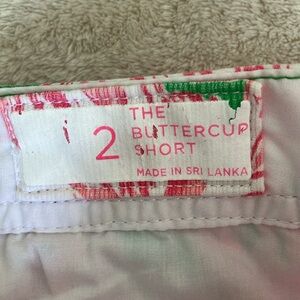 2
THE
BUTTERCUP
SHORT
MADE IN SRI LANKA